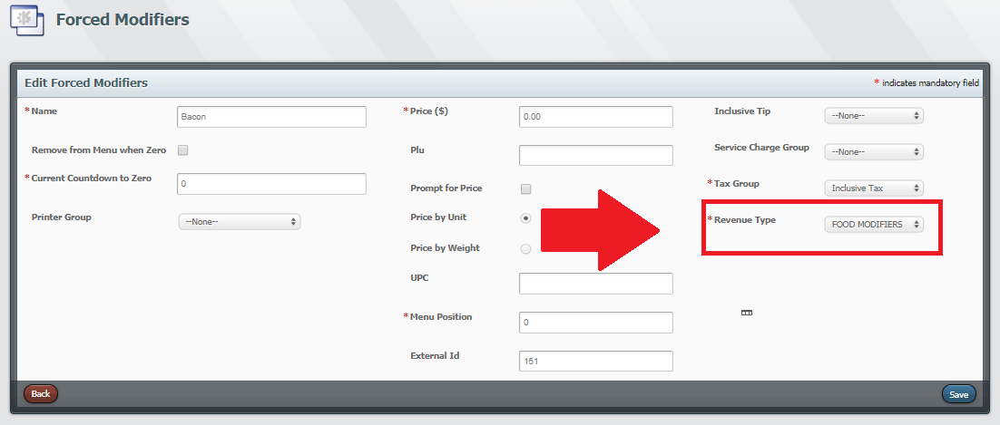 Forced Modifiers
Edit Forced Modifiers
* indicates mandatory field
* Name
Bacon
Remove from Menu when Zero
* Current Countdown to Zero
0
Printer Group
--None--
* Price ($)
0.00
Plu
Prompt for Price
Price by Unit
Price by Weight
UPC
* Menu Position
0
External Id
151
Inclusive Tip
--None--
Service Charge Group
--None--
* Tax Group
Inclusive Tax
* Revenue Type
FOOD MODIFIERS
Back
Save